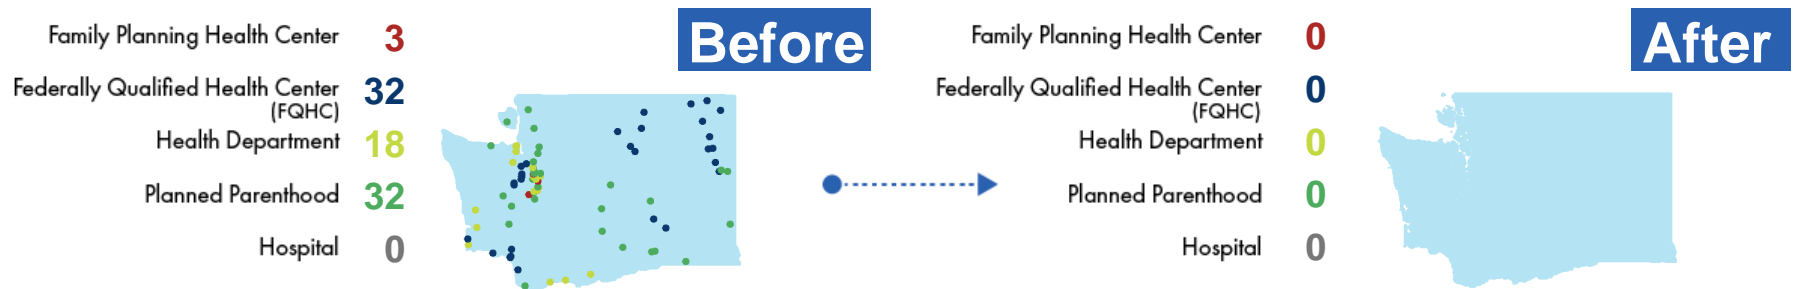 Family Planning Health Center 3
Federally Qualified Health Center 32
(FQHC)
Health Department 18
Planned Parenthood 32
Hospital 0
Before
Family Planning Health Center 0
Federally Qualified Health Center 0
(FQHC)
Health Department 0
Planned Parenthood 0
Hospital 0
After